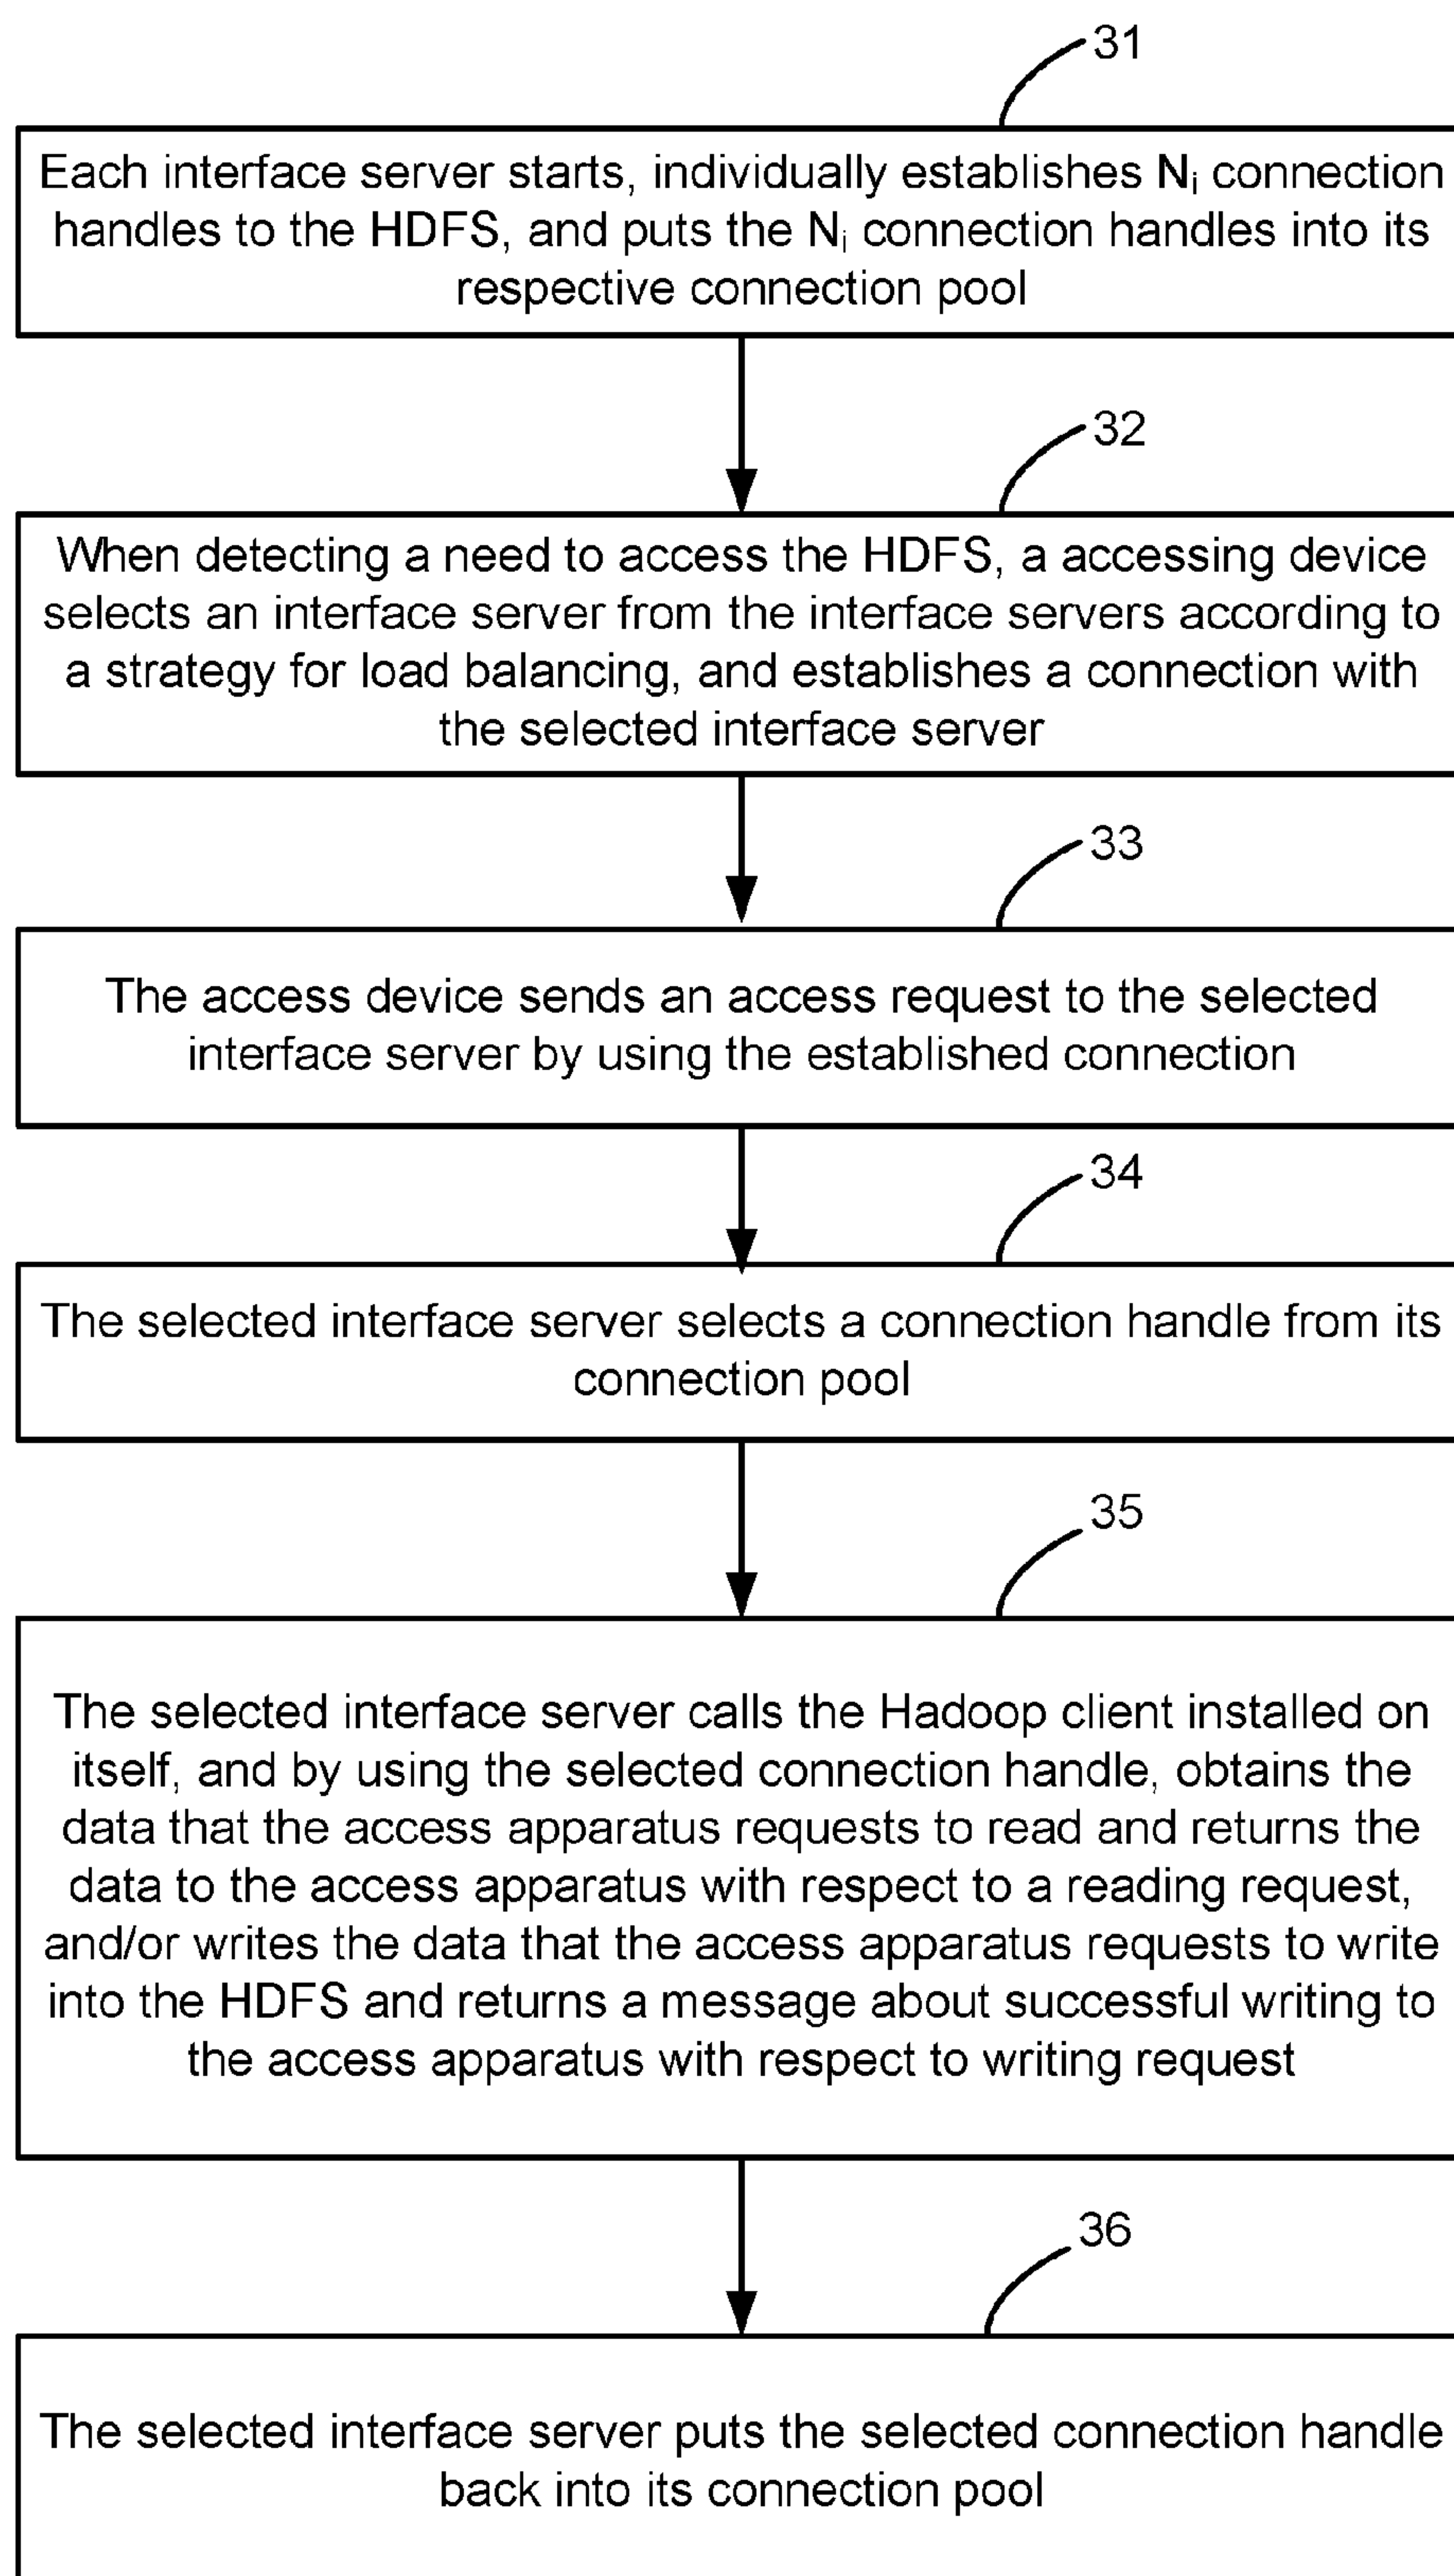 31
Each interface server starts, individually establishes Ni connection
handles to the HDFS, and puts the Ni connection handles into its
respective connection pool
32
When detecting a need to access the HDFS, a accessing device
selects an interface server from the interface servers according to
a strategy for load balancing, and establishes a connection with
the selected interface server
33
The access device sends an access request to the selected
interface server by using the established connection
34
The selected interface server selects a connection handle from its
connection pool
35
The selected interface server calls the Hadoop client installed on
itself, and by using the selected connection handle, obtains the
data that the access apparatus requests to read and returns the
data to the access apparatus with respect to a reading request,
and/or writes the data that the access apparatus requests to write
into the HDFS and returns a message about successful writing to
the access apparatus with respect to writing request
36
The selected interface server puts the selected connection handle
back into its connection pool